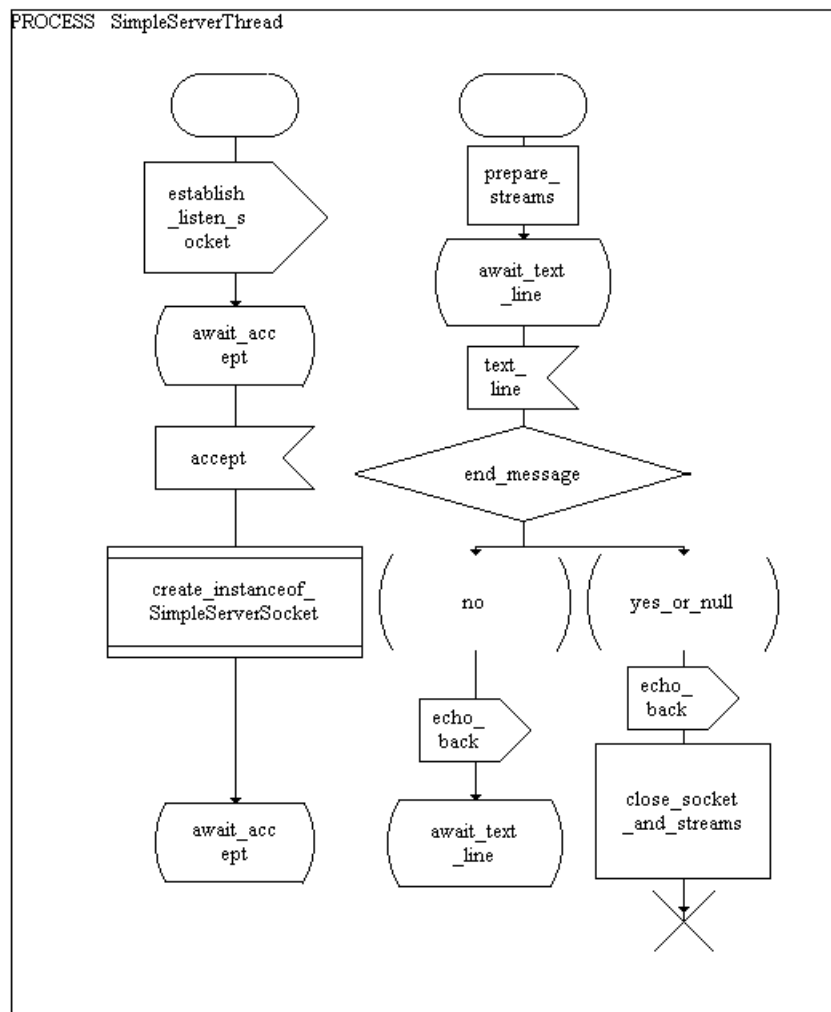 PROCESS SimpleServerThread
establish
_listen_s
ocket
await_acc
ept
accept
create_instanceof_
SimpleServerSocket
await_acc
ept
prepare_
streams
await_text
_line
text_
line
end_message
no
echo_
back
await_text
_line
yes_or_null
echo_
back
close_socket
_and_streams